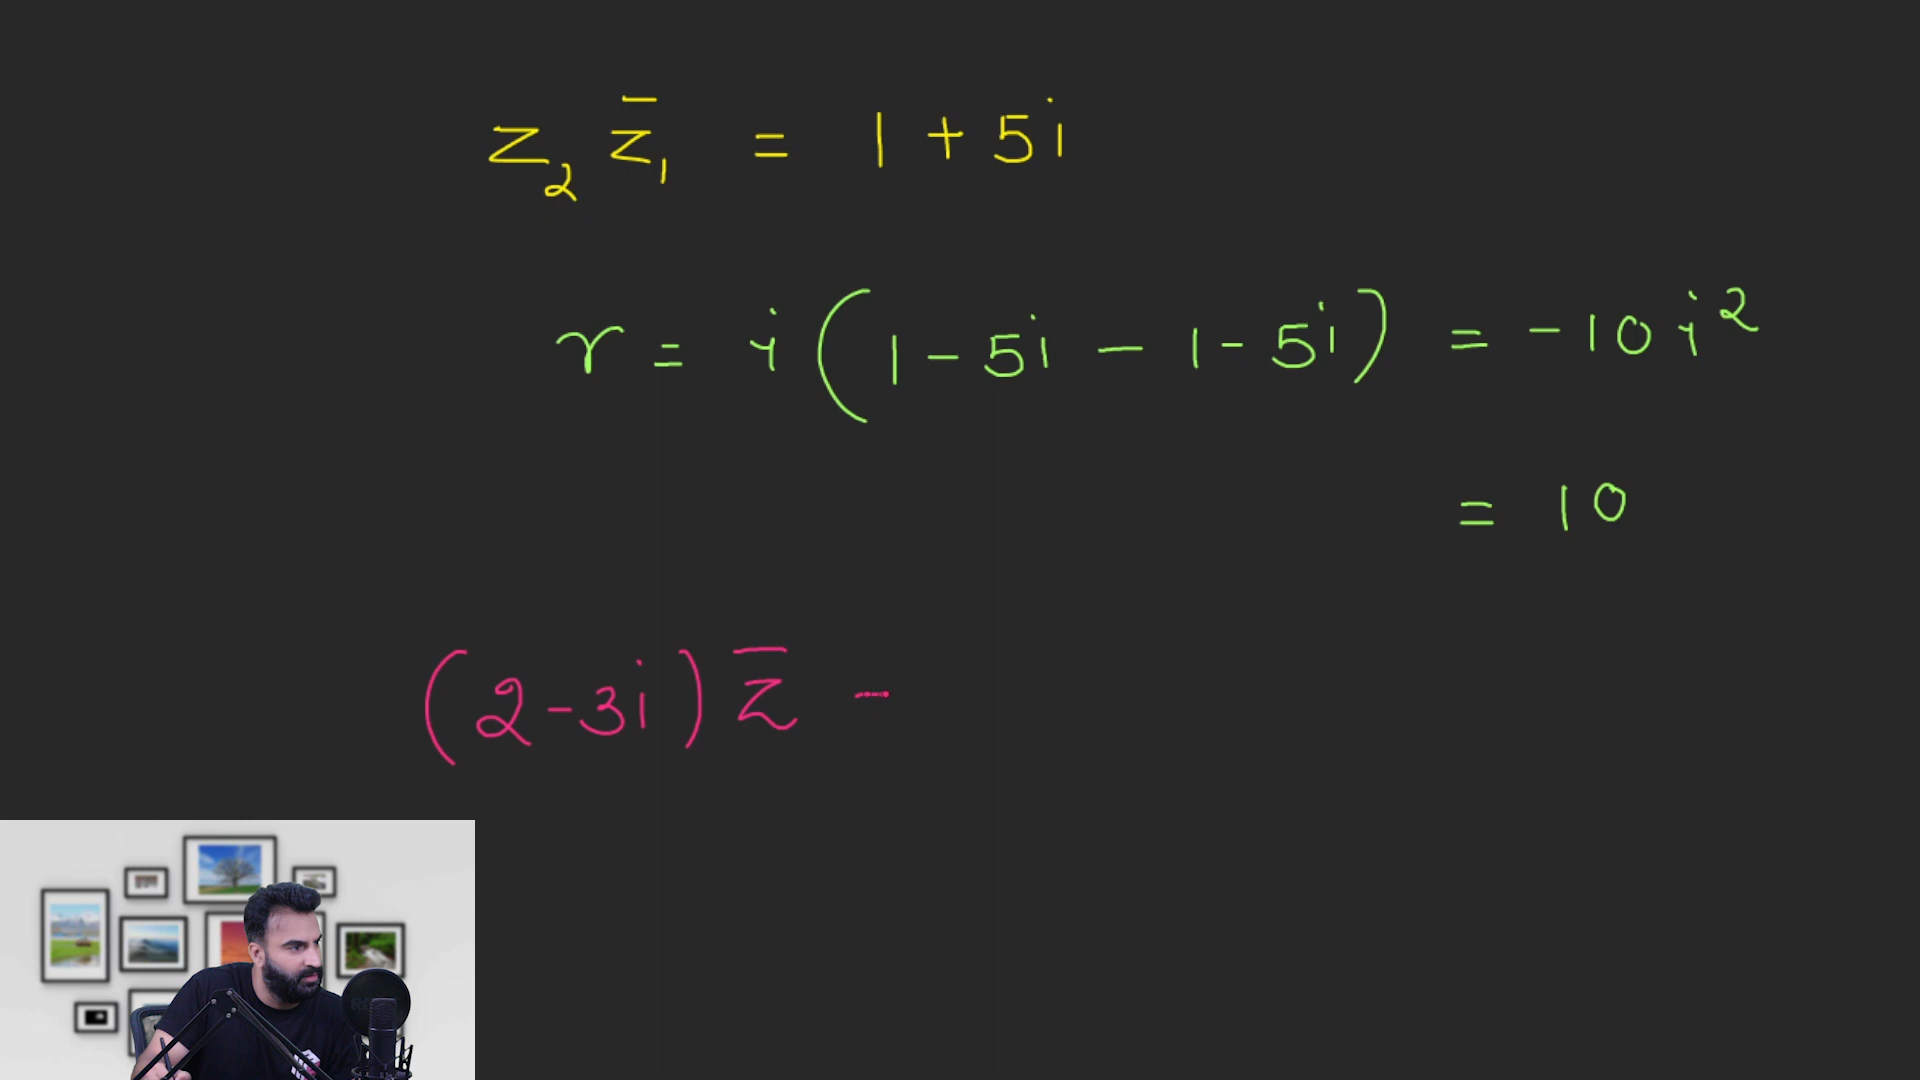 z₂ z̄₁ = 1 + 5i
r = i (1 - 5i - 1 - 5i) = -10i²
= 10
(2 - 3i) z̄ -